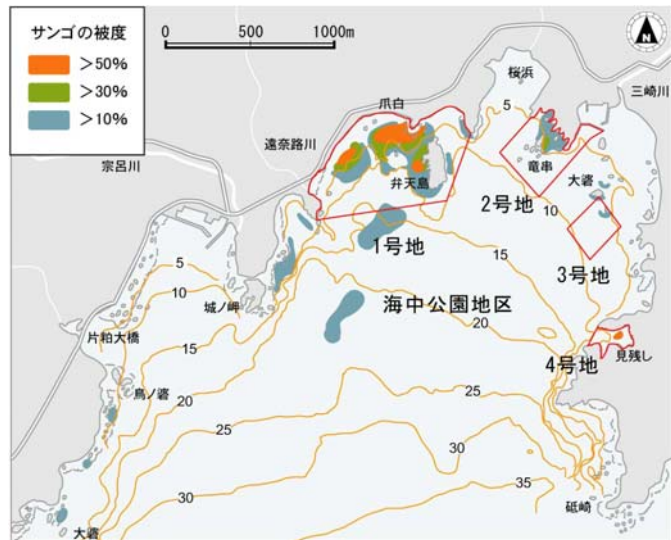 サンゴの被度
>50%
>30%
>10%
0 500 1000m
N
桜浜
三崎川
爪白
5
遠奈路川
宗呂川
竜串
弁天島
大碆
2号地
10
1号地
15
3号地
5
海中公園地区
10
城ノ岬
20
片粕大橋
15
4号地
見残し
鳥ノ碆
20
25
25
30
35
30
砥崎
大碆